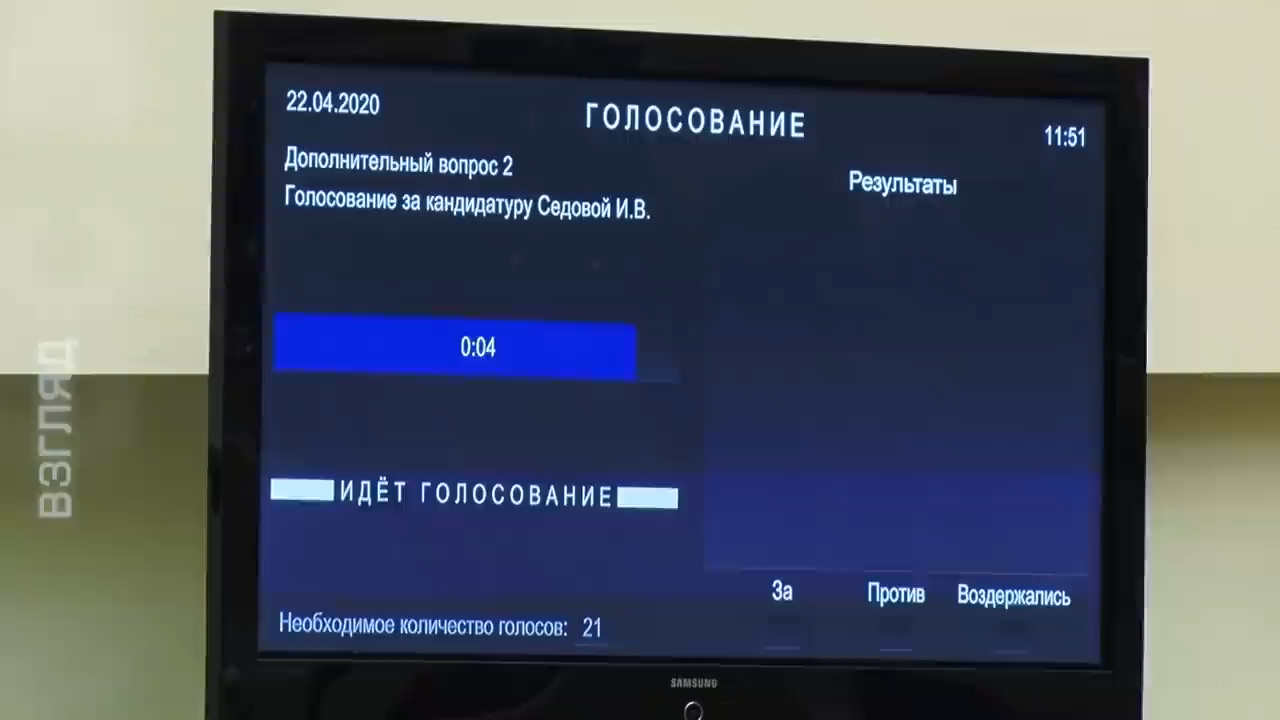 22.04.2020
ГОЛОСОВАНИЕ
11:51
Дополнительный вопрос 2
Голосование за кандидатуру Седовой И.В.
Результаты
0:04
ИДЁТ ГОЛОСОВАНИЕ
За
Против
Воздержались
Необходимое количество голосов: 21
SAMSUNG
ВЗГЛЯД